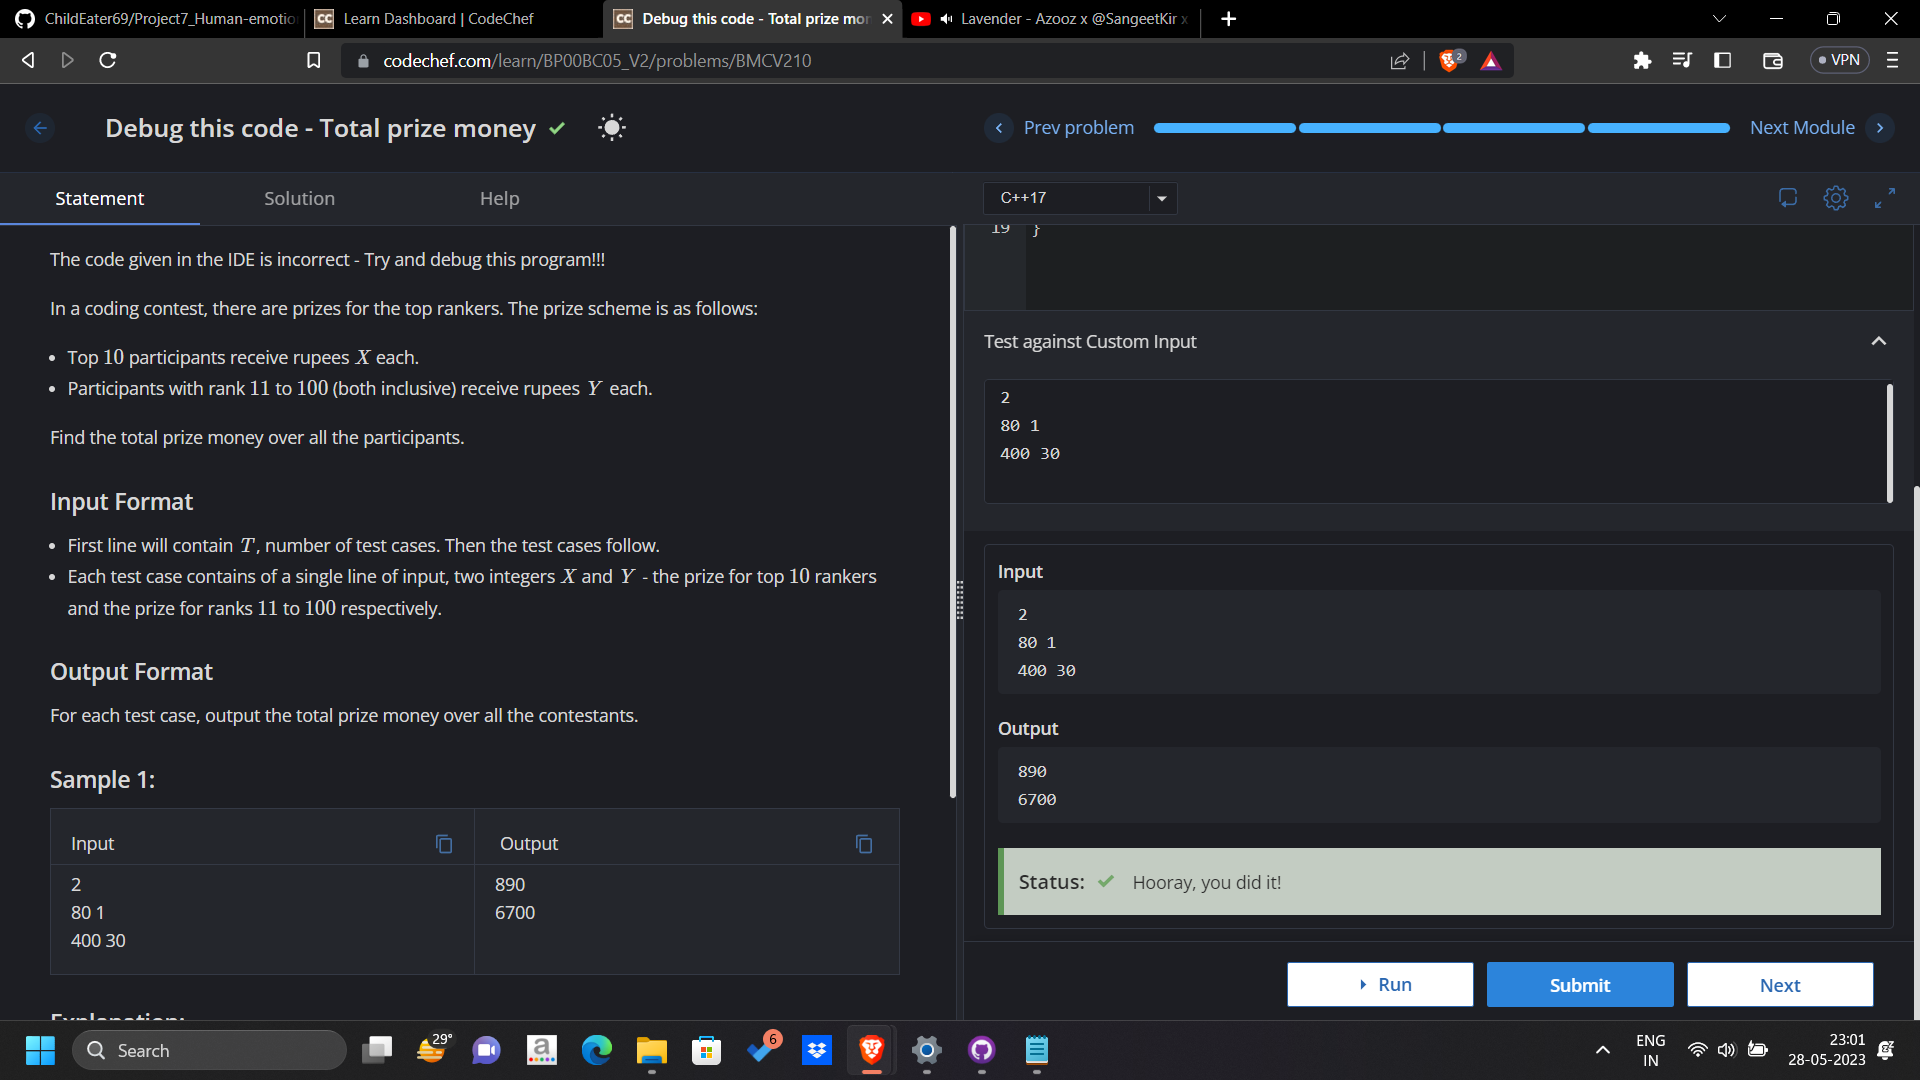 ChildEater69/Project7_Human-emotio
Learn Dashboard | CodeChef
Debug this code - Total prize mon
Lavender - Azooz x @SangeetKir x
codechef.com/learn/BP00BC05_V2/problems/BMCV210
2
VPN
Debug this code - Total prize money
Prev problem
Next Module
Statement
Solution
Help
C++17
The code given in the IDE is incorrect - Try and debug this program!!!
In a coding contest, there are prizes for the top rankers. The prize scheme is as follows:
• Top 10 participants receive rupees X each.
• Participants with rank 11 to 100 (both inclusive) receive rupees Y each.
Find the total prize money over all the participants.
Input Format
• First line will contain T, number of test cases. Then the test cases follow.
• Each test case contains of a single line of input, two integers X and Y - the prize for top 10 rankers
and the prize for ranks 11 to 100 respectively.
Output Format
For each test case, output the total prize money over all the contestants.
Sample 1:
Input
Output
2
80 1
400 30
890
6700
Explanation:
19 }
Test against Custom Input
2
80 1
400 30
Input
2
80 1
400 30
Output
890
6700
Status: Hooray, you did it!
Run
Submit
Next
Search
29°
a
6
ENG
IN
23:01
28-05-2023